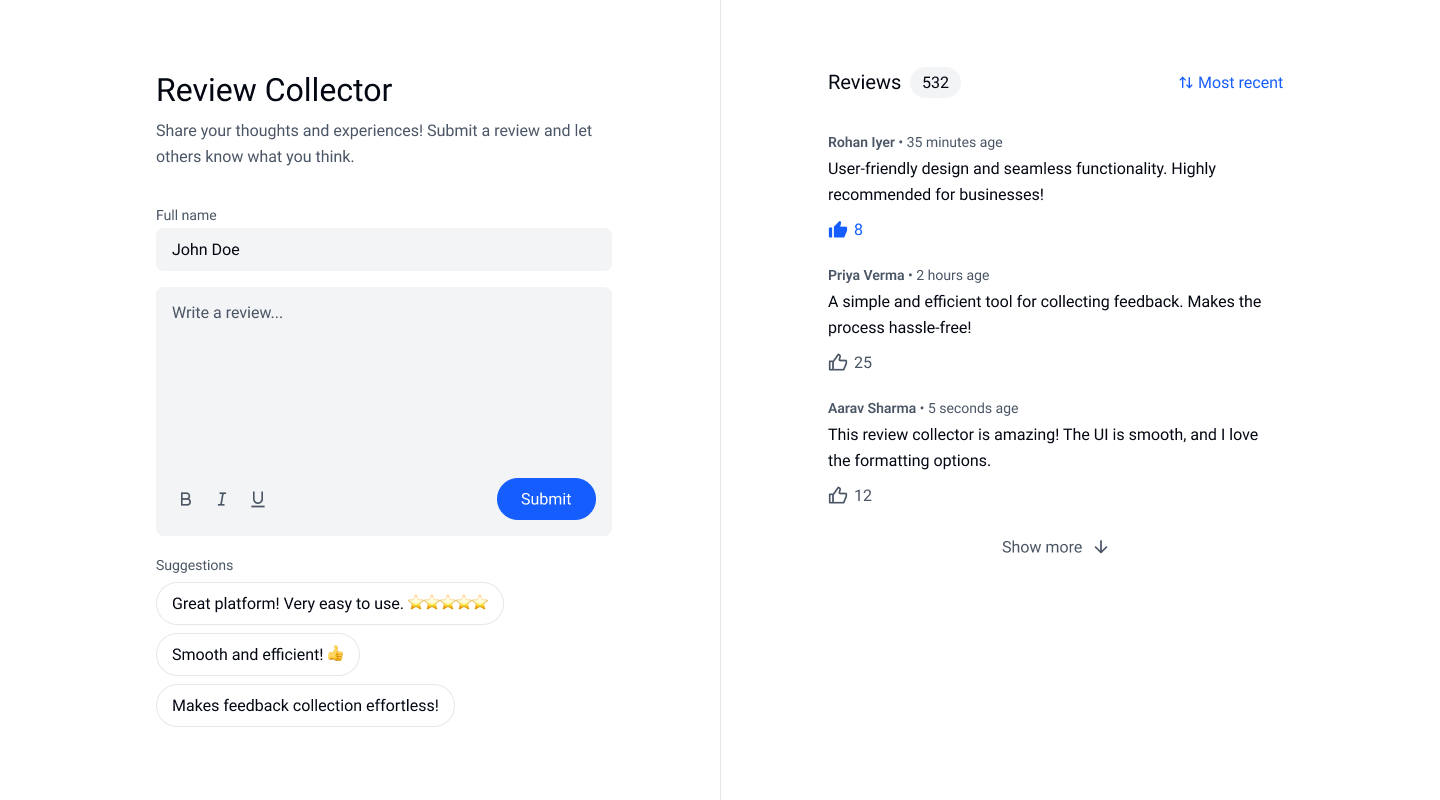 Review Collector
Share your thoughts and experiences! Submit a review and let
others know what you think.
Full name
John Doe
Write a review...
B I U
Submit
Suggestions
Great platform! Very easy to use. ⭐⭐⭐⭐⭐
Smooth and efficient! 👍
Makes feedback collection effortless!
Reviews 532
Most recent
Rohan Iyer • 35 minutes ago
User-friendly design and seamless functionality. Highly
recommended for businesses!
8
Priya Verma • 2 hours ago
A simple and efficient tool for collecting feedback. Makes the
process hassle-free!
25
Aarav Sharma • 5 seconds ago
This review collector is amazing! The UI is smooth, and I love
the formatting options.
12
Show more